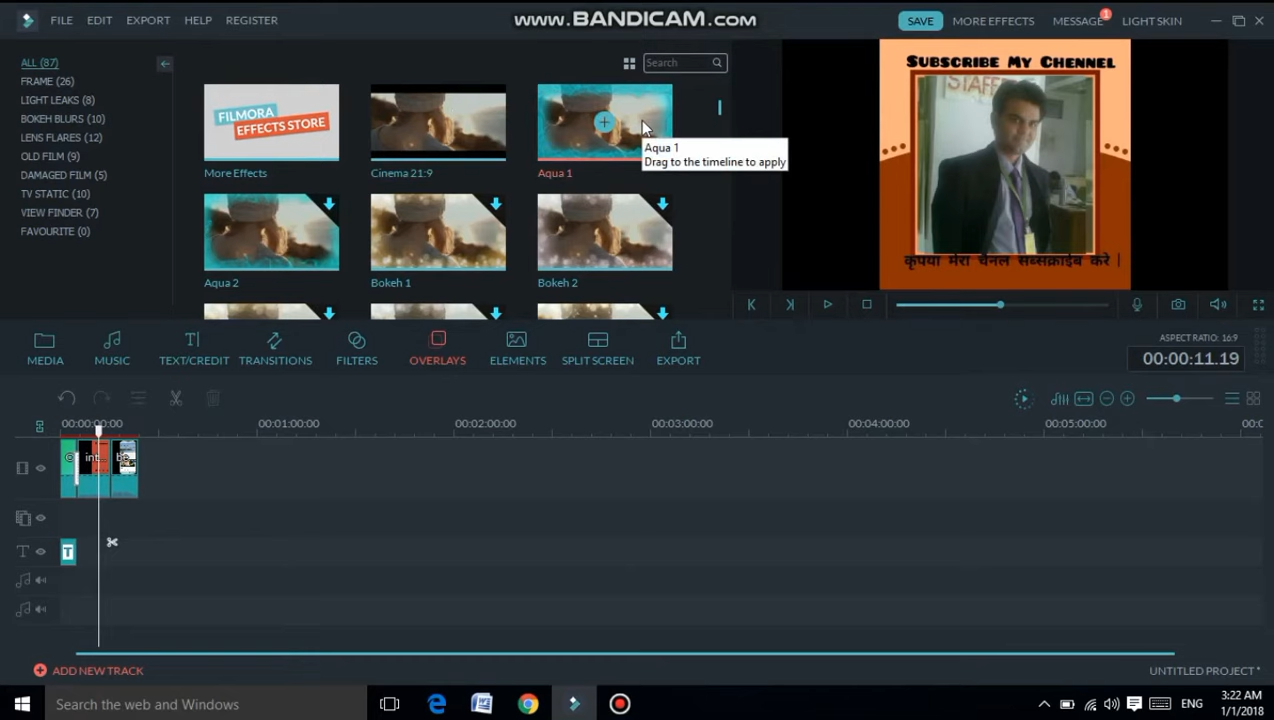 FILE EDIT EXPORT HELP REGISTER
www.BANDICAM.com
SAVE MORE EFFECTS MESSAGE 1 LIGHT SKIN
ALL (87)
FRAME (26)
LIGHT LEAKS (8)
BOKEH BLURS (10)
LENS FLARES (12)
OLD FILM (9)
DAMAGED FILM (5)
TV STATIC (10)
VIEW FINDER (7)
FAVOURITE (0)
Search
FILMORA
EFFECTS STORE
More Effects Cinema 21:9 Aqua 1
Aqua 1
Drag to the timeline to apply
Aqua 2 Bokeh 1 Bokeh 2
SUBSCRIBE MY CHENNEL
STAFF
कृपया मेरा चैनल सब्सक्राईब करे |
MEDIA MUSIC TEXT/CREDIT TRANSITIONS FILTERS OVERLAYS ELEMENTS SPLIT SCREEN EXPORT
ASPECT RATIO: 16:9
00:00:11.19
00:00:00:00 00:01:00:00 00:02:00:00 00:03:00:00 00:04:00:00 00:05:00:00
int...
T
T
ADD NEW TRACK
UNTITLED PROJECT *
Search the web and Windows
ENG
3:22 AM
1/1/2018